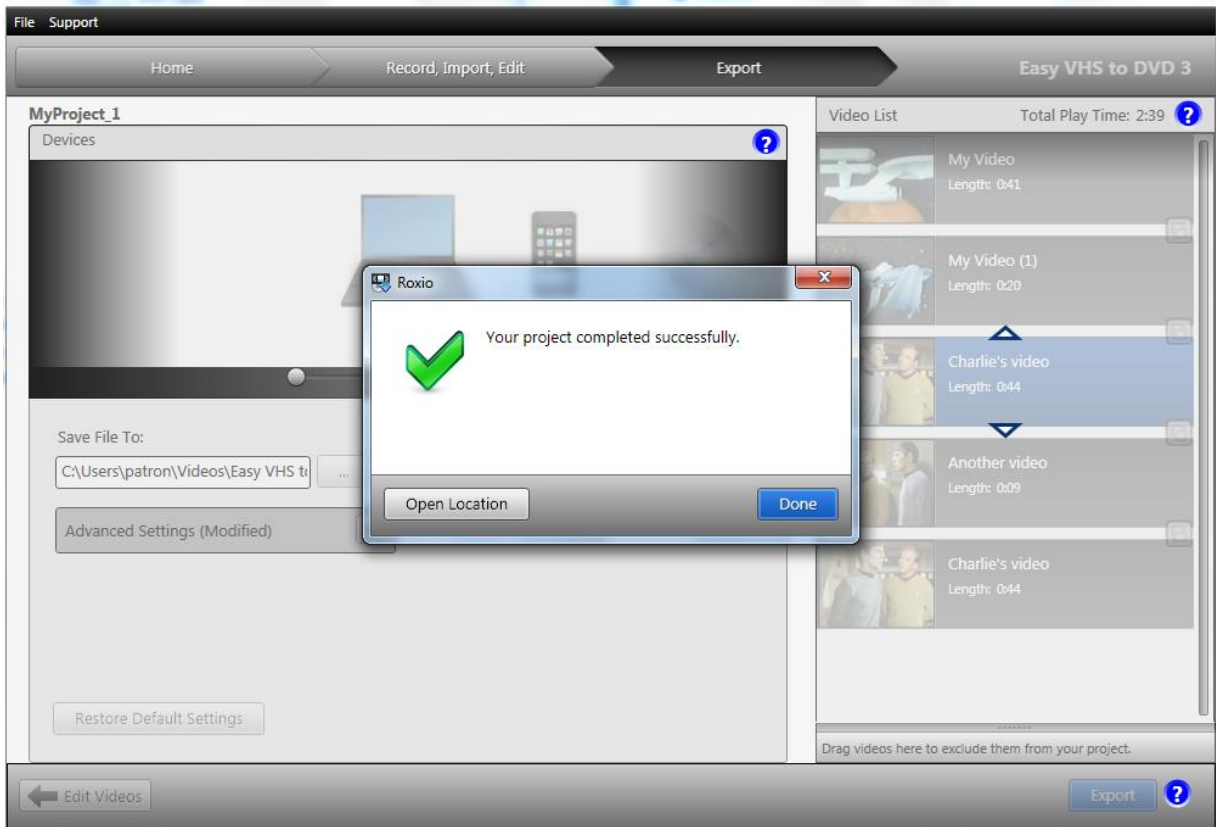 File Support
Home
Record, Import, Edit
Export
Easy VHS to DVD 3
MyProject_1
Devices
?
Save File To:
C:\Users\patron\Videos\Easy VHS to
...
Advanced Settings (Modified)
Restore Default Settings
Roxio
Your project completed successfully.
Open Location
Done
Video List
Total Play Time: 2:39
?
My Video
Length: 0:41
My Video (1)
Length: 0:20
Charlie's video
Length: 0:44
Another video
Length: 0:09
Charlie's video
Length: 0:44
Drag videos here to exclude them from your project.
Edit Videos
Export
?